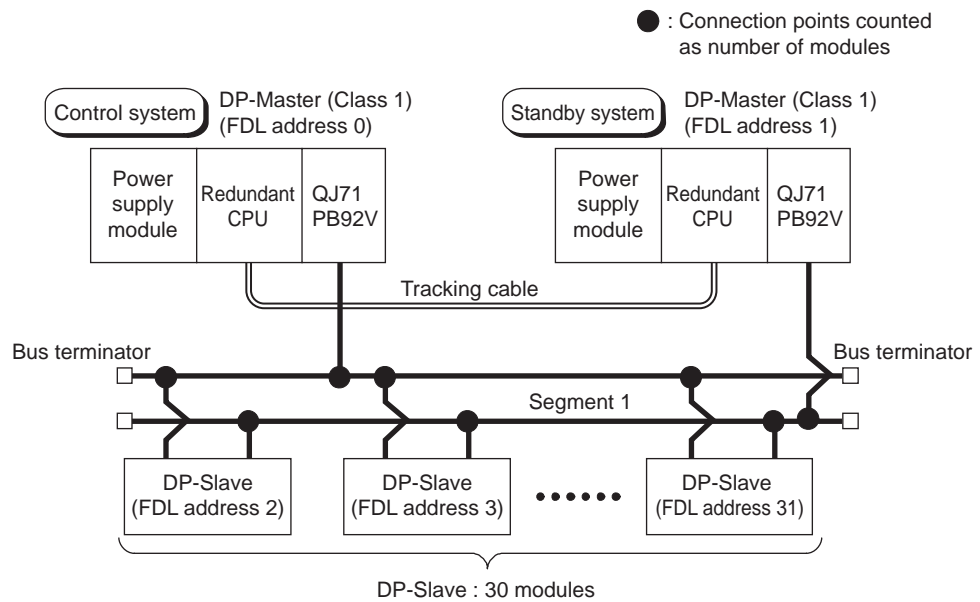 ● : Connection points counted
as number of modules
Control system
DP-Master (Class 1)
(FDL address 0)
Standby system
DP-Master (Class 1)
(FDL address 1)
Power
supply
module
Redundant
CPU
QJ71
PB92V
Power
supply
module
Redundant
CPU
QJ71
PB92V
Tracking cable
Bus terminator
Bus terminator
Segment 1
DP-Slave
(FDL address 2)
DP-Slave
(FDL address 3)
DP-Slave
(FDL address 31)
DP-Slave : 30 modules